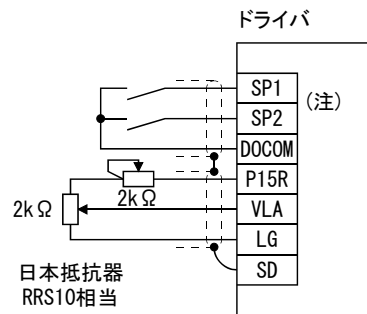 ドライバ
SP1
(注)
SP2
DOCOM
P15R
2kΩ
2kΩ
VLA
LG
SD
日本抵抗器
RRS10相当